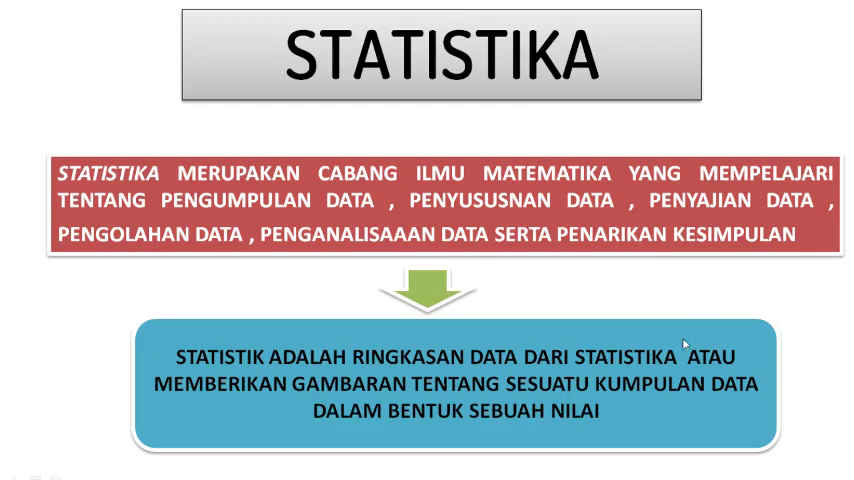 STATISTIKA
STATISTIKA MERUPAKAN CABANG ILMU MATEMATIKA YANG MEMPELAJARI
TENTANG PENGUMPULAN DATA , PENYUSUSNAN DATA , PENYAJIAN DATA ,
PENGOLAHAN DATA , PENGANALISAAAN DATA SERTA PENARIKAN KESIMPULAN
STATISTIK ADALAH RINGKASAN DATA DARI STATISTIKA ATAU
MEMBERIKAN GAMBARAN TENTANG SESUATU KUMPULAN DATA
DALAM BENTUK SEBUAH NILAI